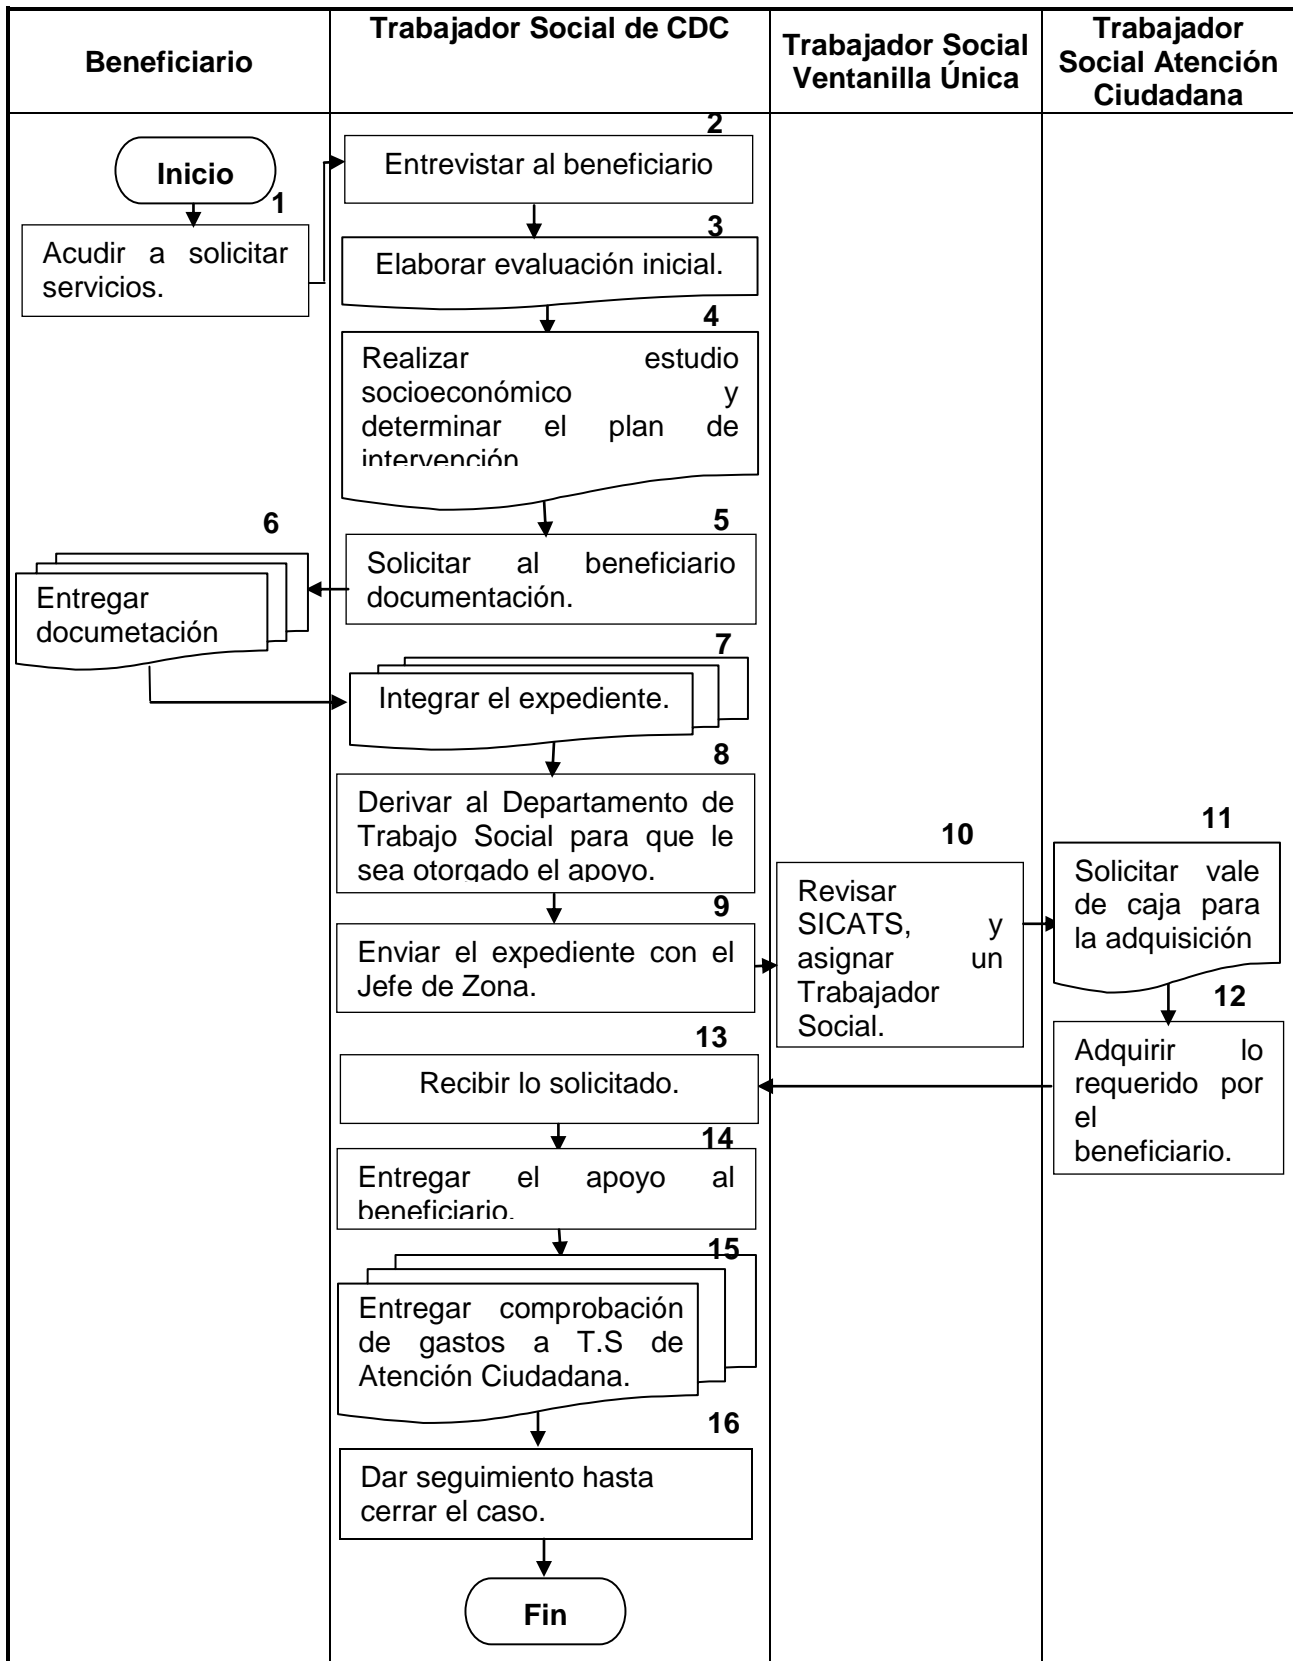 Beneficiario
Trabajador Social de CDC
Trabajador Social
Ventanilla Única
Trabajador
Social Atención
Ciudadana
Inicio
1
Acudir a solicitar
servicios.
2
Entrevistar al beneficiario
3
Elaborar evaluación inicial.
4
Realizar estudio
socioeconómico y
determinar el plan de
intervención
5
Solicitar al beneficiario
documentación.
6
Entregar
documetación
7
Integrar el expediente.
8
Derivar al Departamento de
Trabajo Social para que le
sea otorgado el apoyo.
9
Enviar el expediente con el
Jefe de Zona.
10
Revisar
SICATS, y
asignar un
Trabajador
Social.
11
Solicitar vale
de caja para
la adquisición
12
Adquirir lo
requerido por
el
beneficiario.
13
Recibir lo solicitado.
14
Entregar el apoyo al
beneficiario.
15
Entregar comprobación
de gastos a T.S de
Atención Ciudadana.
16
Dar seguimiento hasta
cerrar el caso.
Fin